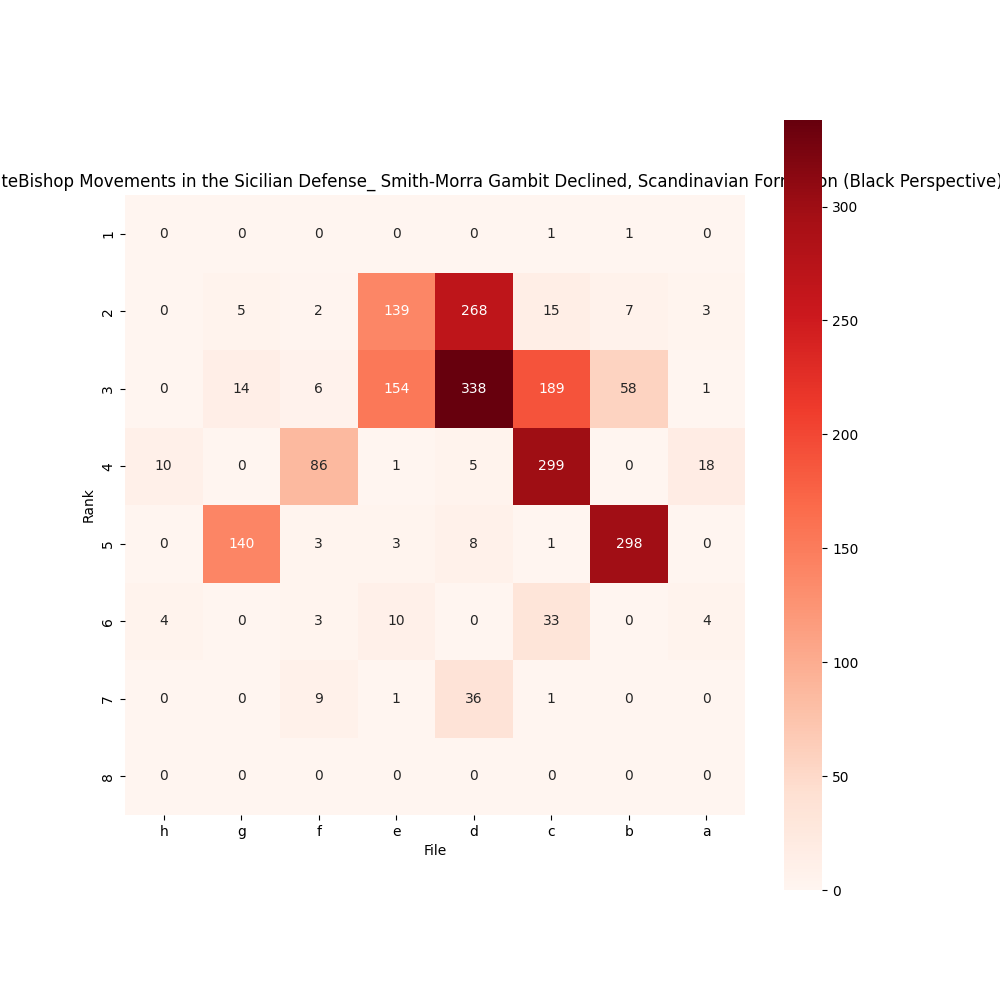 teBishop Movements in the Sicilian Defense_ Smith-Morra Gambit Declined, Scandinavian Formation (Black Perspective)
1 0 0 0 0 0 1 1 0
2 0 5 2 139 268 15 7 3
3 0 14 6 154 338 189 58 1
4 10 0 86 1 5 299 0 18
5 0 140 3 3 8 1 298 0
6 4 0 3 10 0 33 0 4
7 0 0 9 1 36 1 0 0
8 0 0 0 0 0 0 0 0
Rank
h g f e d c b a
File
300
250
200
150
100
50
0